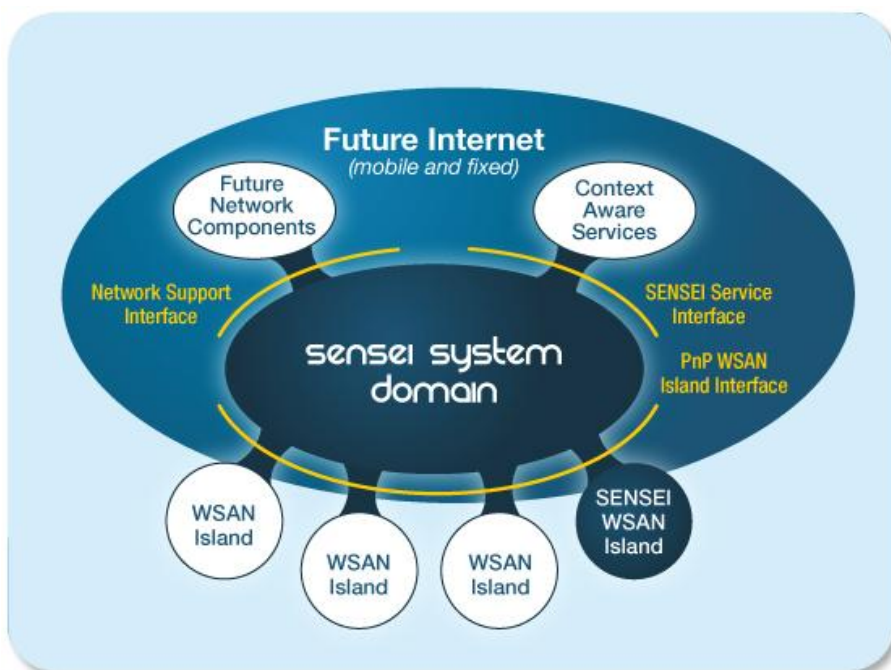 Future Internet
(mobile and fixed)
Future
Network
Components
Context
Aware
Services
Network Support
Interface
SENSEI Service
Interface
sensei system
domain
PnP WSAN
Island Interface
WSAN
Island
WSAN
Island
WSAN
Island
SENSEI
WSAN
Island